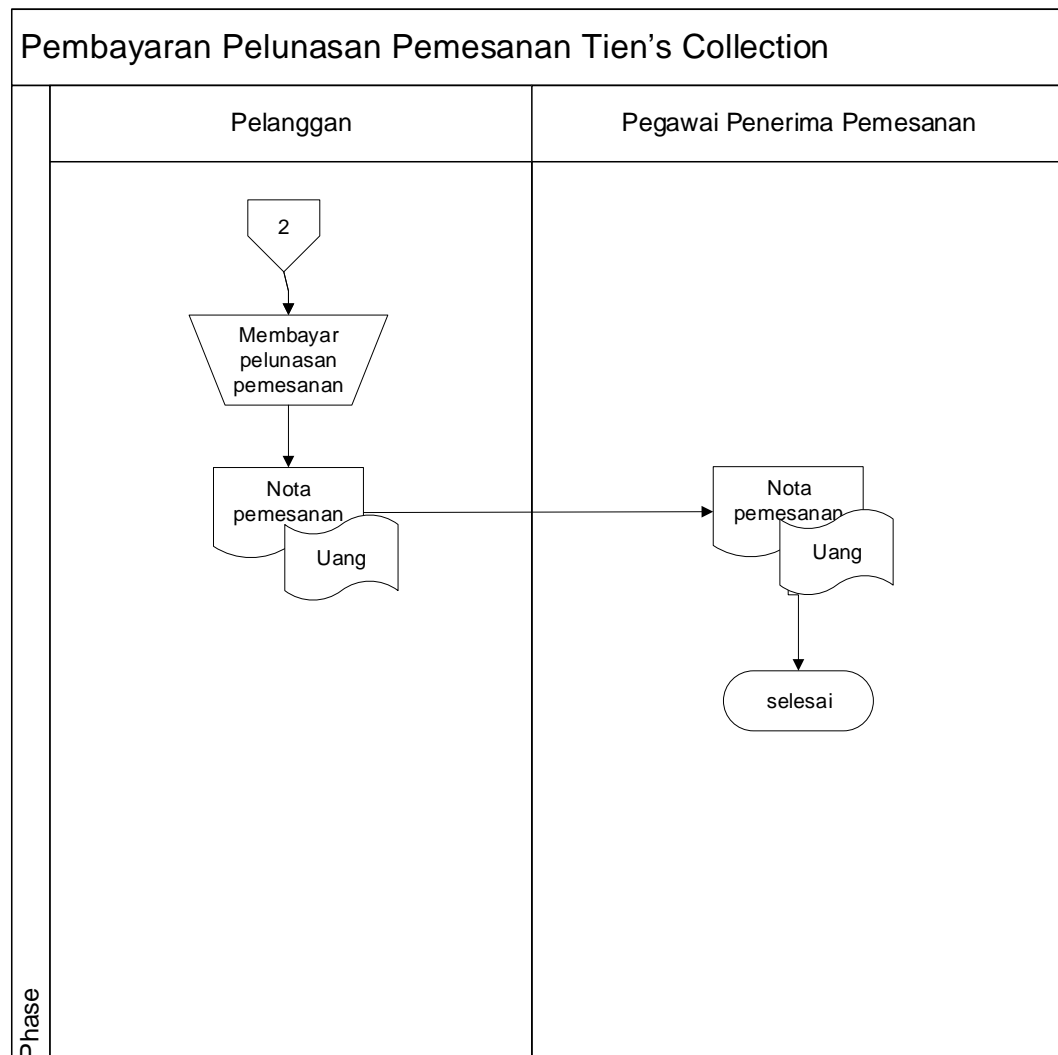 Pembayaran Pelunasan Pemesanan Tien's Collection
Pelanggan
Pegawai Penerima Pemesanan
2
Membayar
pelunasan
pemesanan
Nota
pemesanan
Uang
Nota
pemesanan
Uang
selesai
Phase